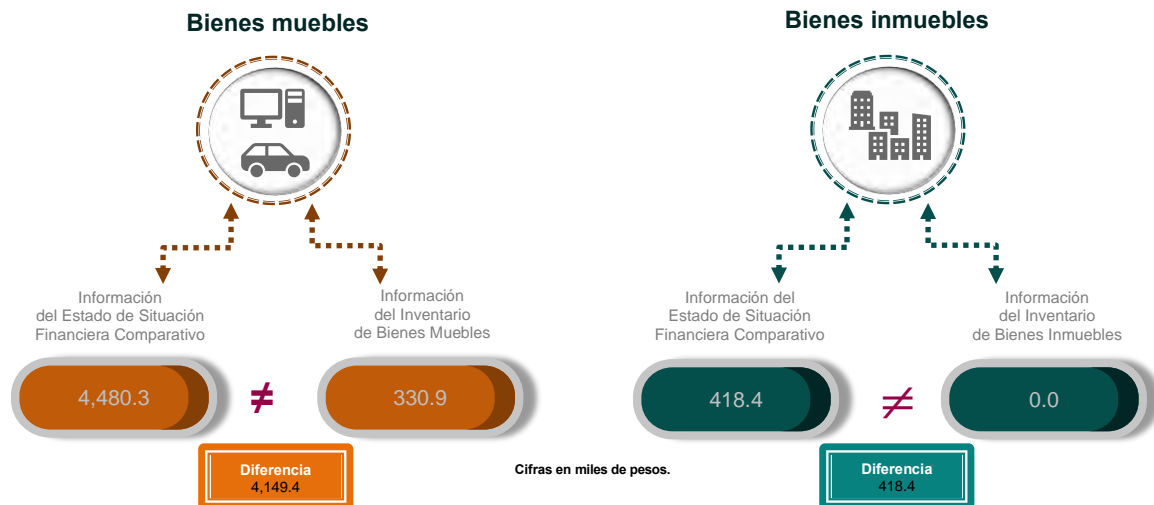 Bienes muebles
Información
del Estado de Situación
Financiera Comparativo
Información
del Inventario
de Bienes Muebles
4,480.3
≠
330.9
Diferencia
4,149.4
Cifras en miles de pesos.
Bienes inmuebles
Información del
Estado de Situación
Financiera Comparativo
Información
del Inventario
de Bienes Inmuebles
418.4
≠
0.0
Diferencia
418.4